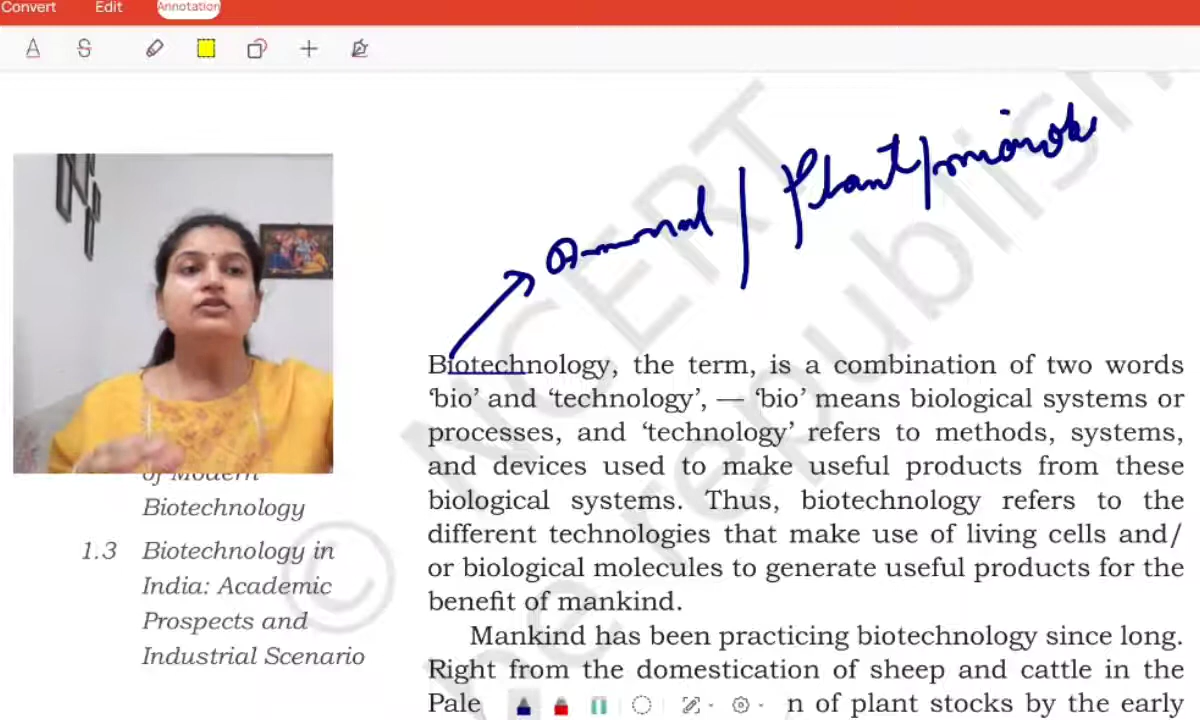 Convert Edit Annotation
Animal / Plant /
Biotechnology, the term, is a combination of two words
‘bio’ and ‘technology’, — ‘bio’ means biological systems or
processes, and ‘technology’ refers to methods, systems,
and devices used to make useful products from these
biological systems. Thus, biotechnology refers to the
different technologies that make use of living cells and/
or biological molecules to generate useful products for the
benefit of mankind.
Mankind has been practicing biotechnology since long.
Right from the domestication of sheep and cattle in the
Pale n of plant stocks by the early
of Modern
Biotechnology
1.3 Biotechnology in
India: Academic
Prospects and
Industrial Scenario
© NCERT
republish